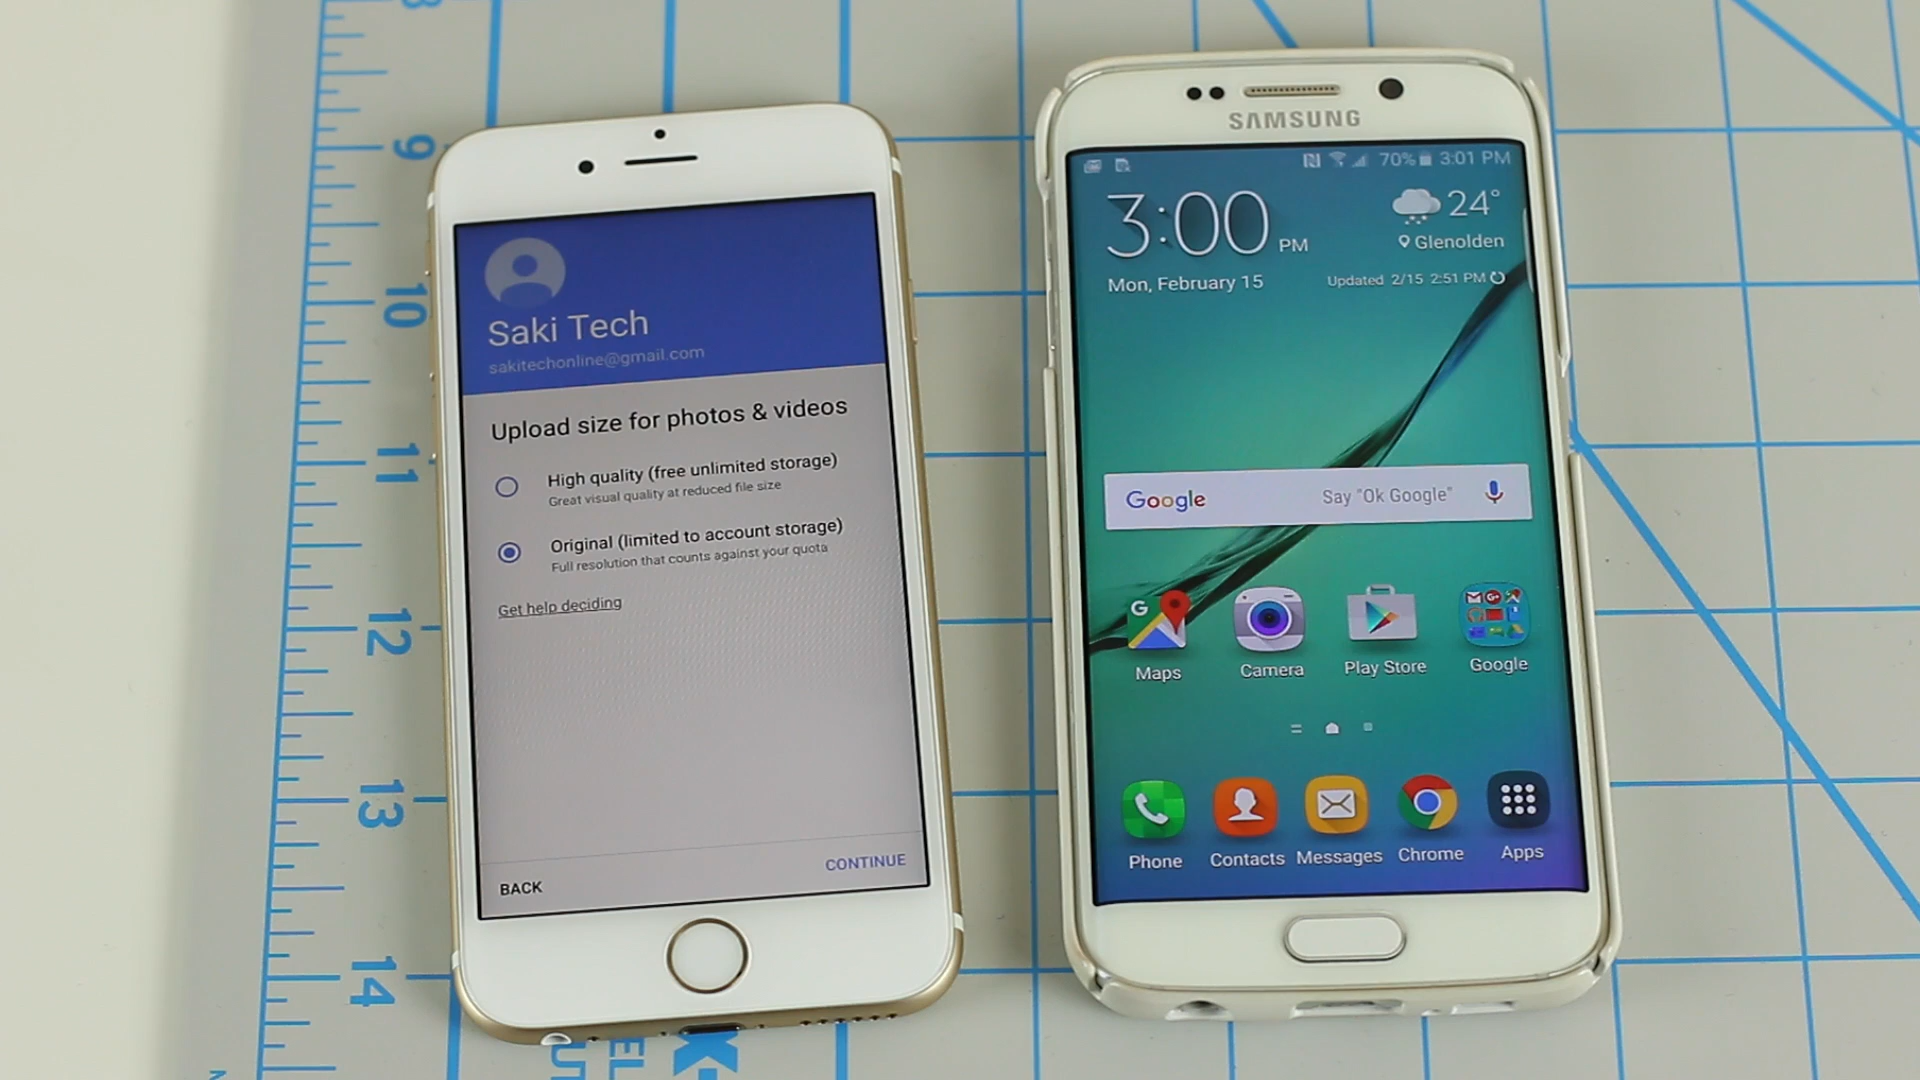 8
9
10
11
12
13
14
Saki Tech
sakitechonline@gmail.com
Upload size for photos & videos
High quality (free unlimited storage)
Great visual quality at reduced file size
Original (limited to account storage)
Full resolution that counts against your quota
Get help deciding
BACK
CONTINUE
SAMSUNG
70% 3:01 PM
3:00 PM
24°
Glenolden
Mon, February 15
Updated 2/15 2:51 PM
Google
Say "Ok Google"
Maps
Camera
Play Store
Google
Phone
Contacts
Messages
Chrome
Apps